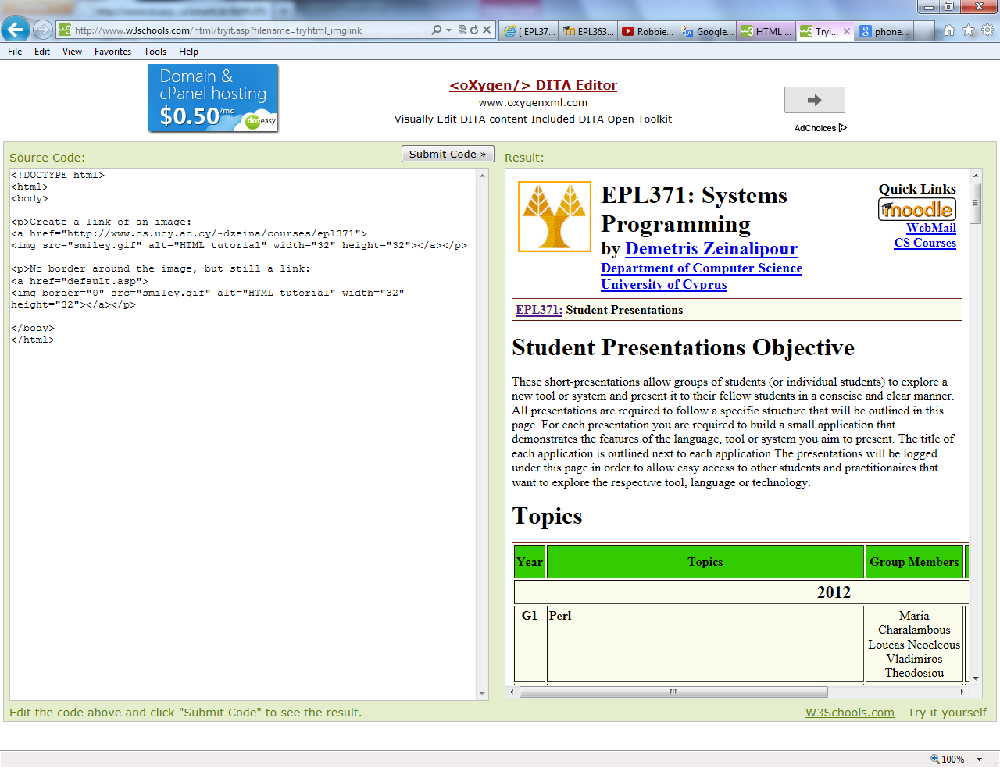 http://www.w3schools.com/html/tryit.asp?filename=tryhtml_imglink
[ EPL37...
EPL363...
Robbie...
Google...
HTML ...
Tryi...
phone...
File Edit View Favorites Tools Help
Domain &
cPanel hosting
$0.50/mo
doteasy
<oXygen/> DITA Editor
www.oxygenxml.com
Visually Edit DITA content Included DITA Open Toolkit
AdChoices
Source Code:
Submit Code »
<!DOCTYPE html>
<html>
<body>
<p>Create a link of an image:
<a href="http://www.cs.ucy.ac.cy/~dzeina/courses/epl371">
<img src="smiley.gif" alt="HTML tutorial" width="32" height="32"></a></p>
<p>No border around the image, but still a link:
<a href="default.asp">
<img border="0" src="smiley.gif" alt="HTML tutorial" width="32"
height="32"></a></p>
</body>
</html>
Edit the code above and click "Submit Code" to see the result.
Result:
EPL371: Systems
Programming
by Demetris Zeinalipour
Department of Computer Science
University of Cyprus
Quick Links
moodle
WebMail
CS Courses
EPL371: Student Presentations
Student Presentations Objective
These short-presentations allow groups of students (or individual students) to explore a
new tool or system and present it to their fellow students in a conscise and clear manner.
All presentations are required to follow a specific structure that will be outlined in this
page. For each presentation you are required to build a small application that
demonstrates the features of the language, tool or system you aim to present. The title of
each application is outlined next to each application.The presentations will be logged
under this page in order to allow easy access to other students and practitionaires that
want to explore the respective tool, language or technology.
Topics
Year Topics Group Members
2012
G1 Perl Maria
Charalambous
Loucas Neocleous
Vladimiros
Theodosiou
W3Schools.com - Try it yourself
100%